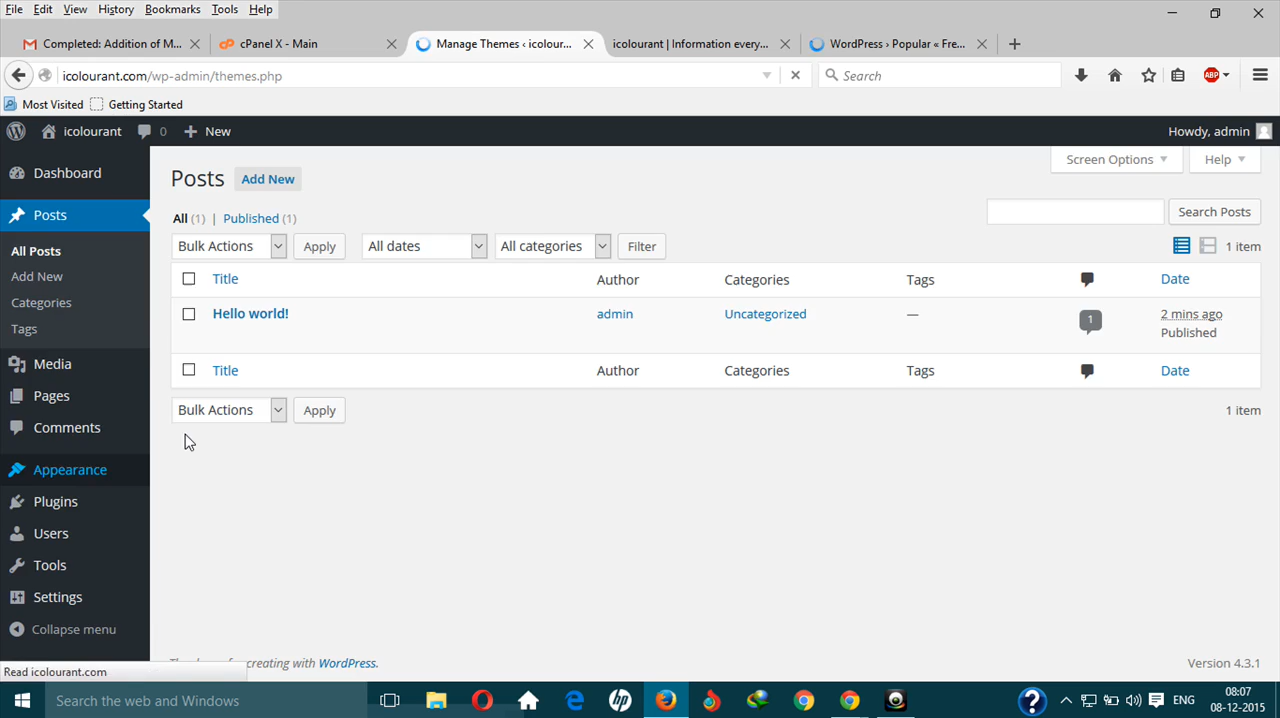 File Edit View History Bookmarks Tools Help
Completed: Addition of M... cPanel X - Main Manage Themes ‹ icolour... icolourant | Information every... WordPress › Popular « Fre...
icolourant.com/wp-admin/themes.php Search ABP
Most Visited Getting Started
icolourant 0 New Howdy, admin
Screen Options Help
Dashboard
Posts
All Posts
Add New
Categories
Tags
Media
Pages
Comments
Appearance
Plugins
Users
Tools
Settings
Collapse menu
Posts Add New
All (1) | Published (1)
Search Posts
Bulk Actions Apply All dates All categories Filter 1 item
Title Author Categories Tags Date
Hello world! admin Uncategorized — 1 2 mins ago
Published
Title Author Categories Tags Date
Bulk Actions Apply 1 item
creating with WordPress. Version 4.3.1
Read icolourant.com
Search the web and Windows hp ? ENG 08:07
08-12-2015